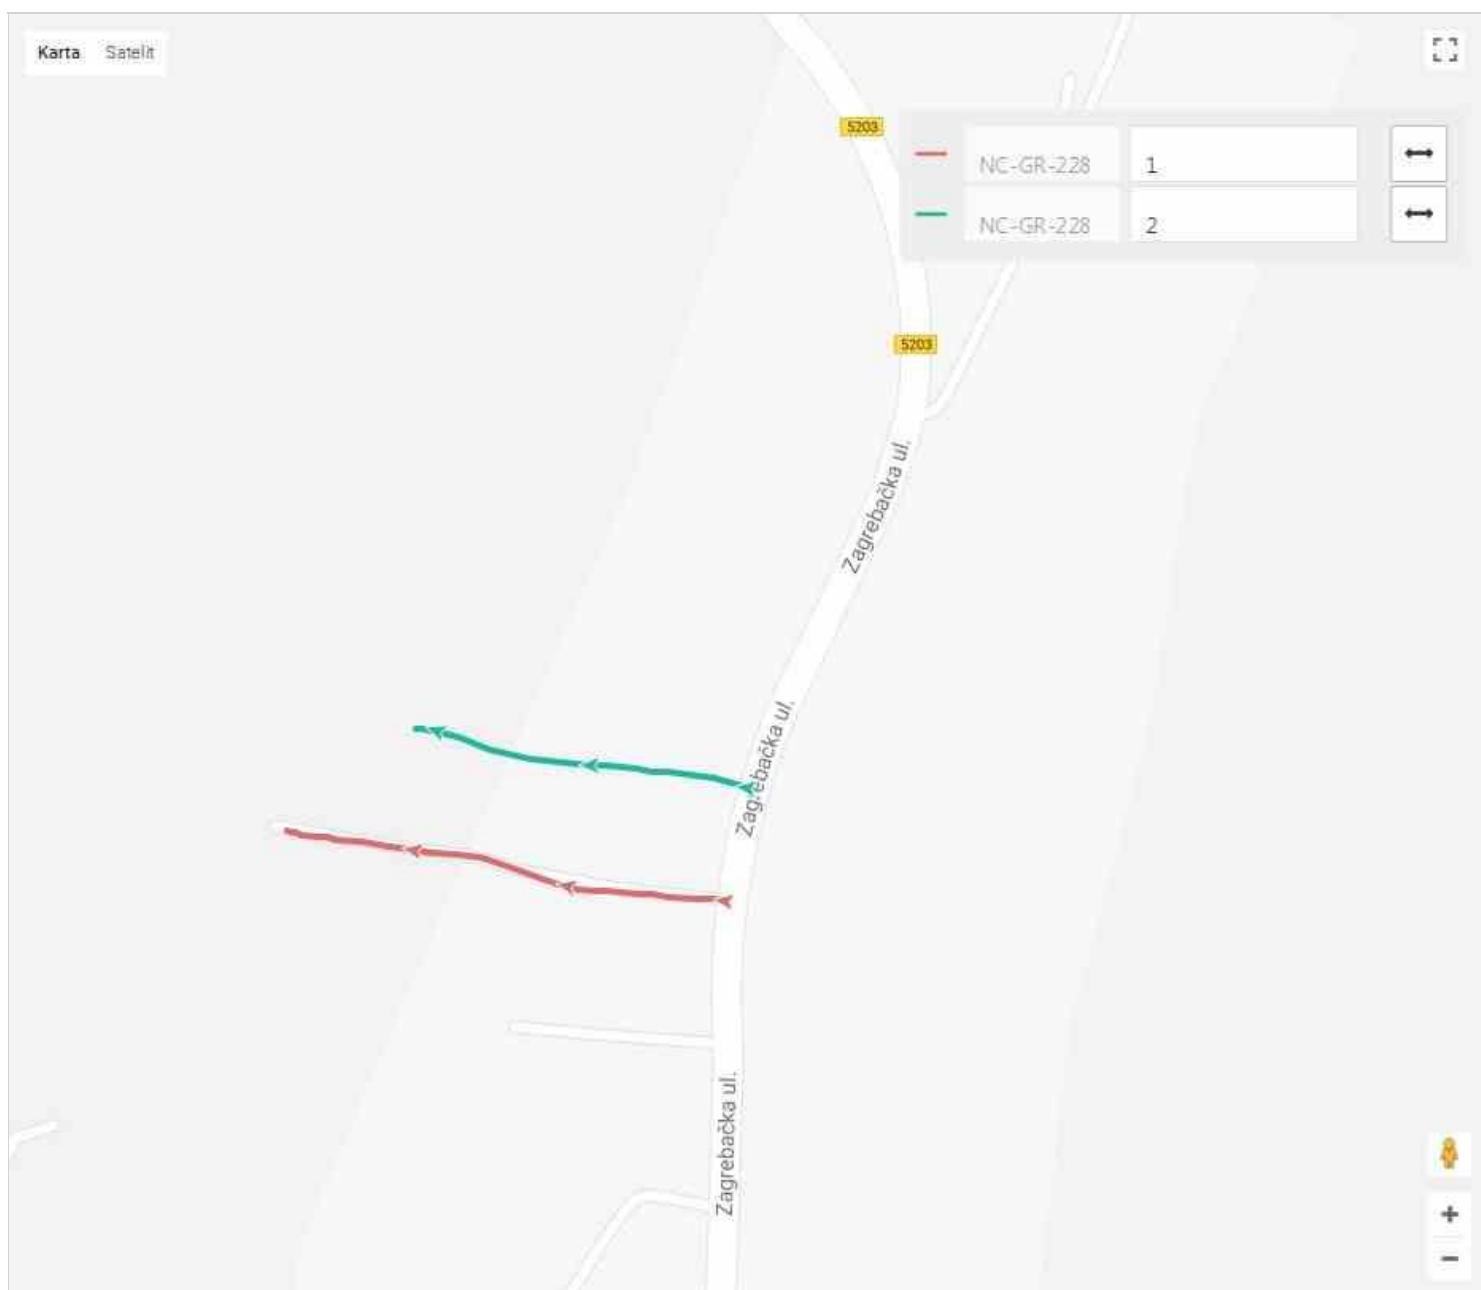 Karta Satelit
5203
NC-GR-228 1
NC-GR-228 2
5203
Zagrebačka ul.
Zagrebačka ul.
Zagrebačka ul.
+
−